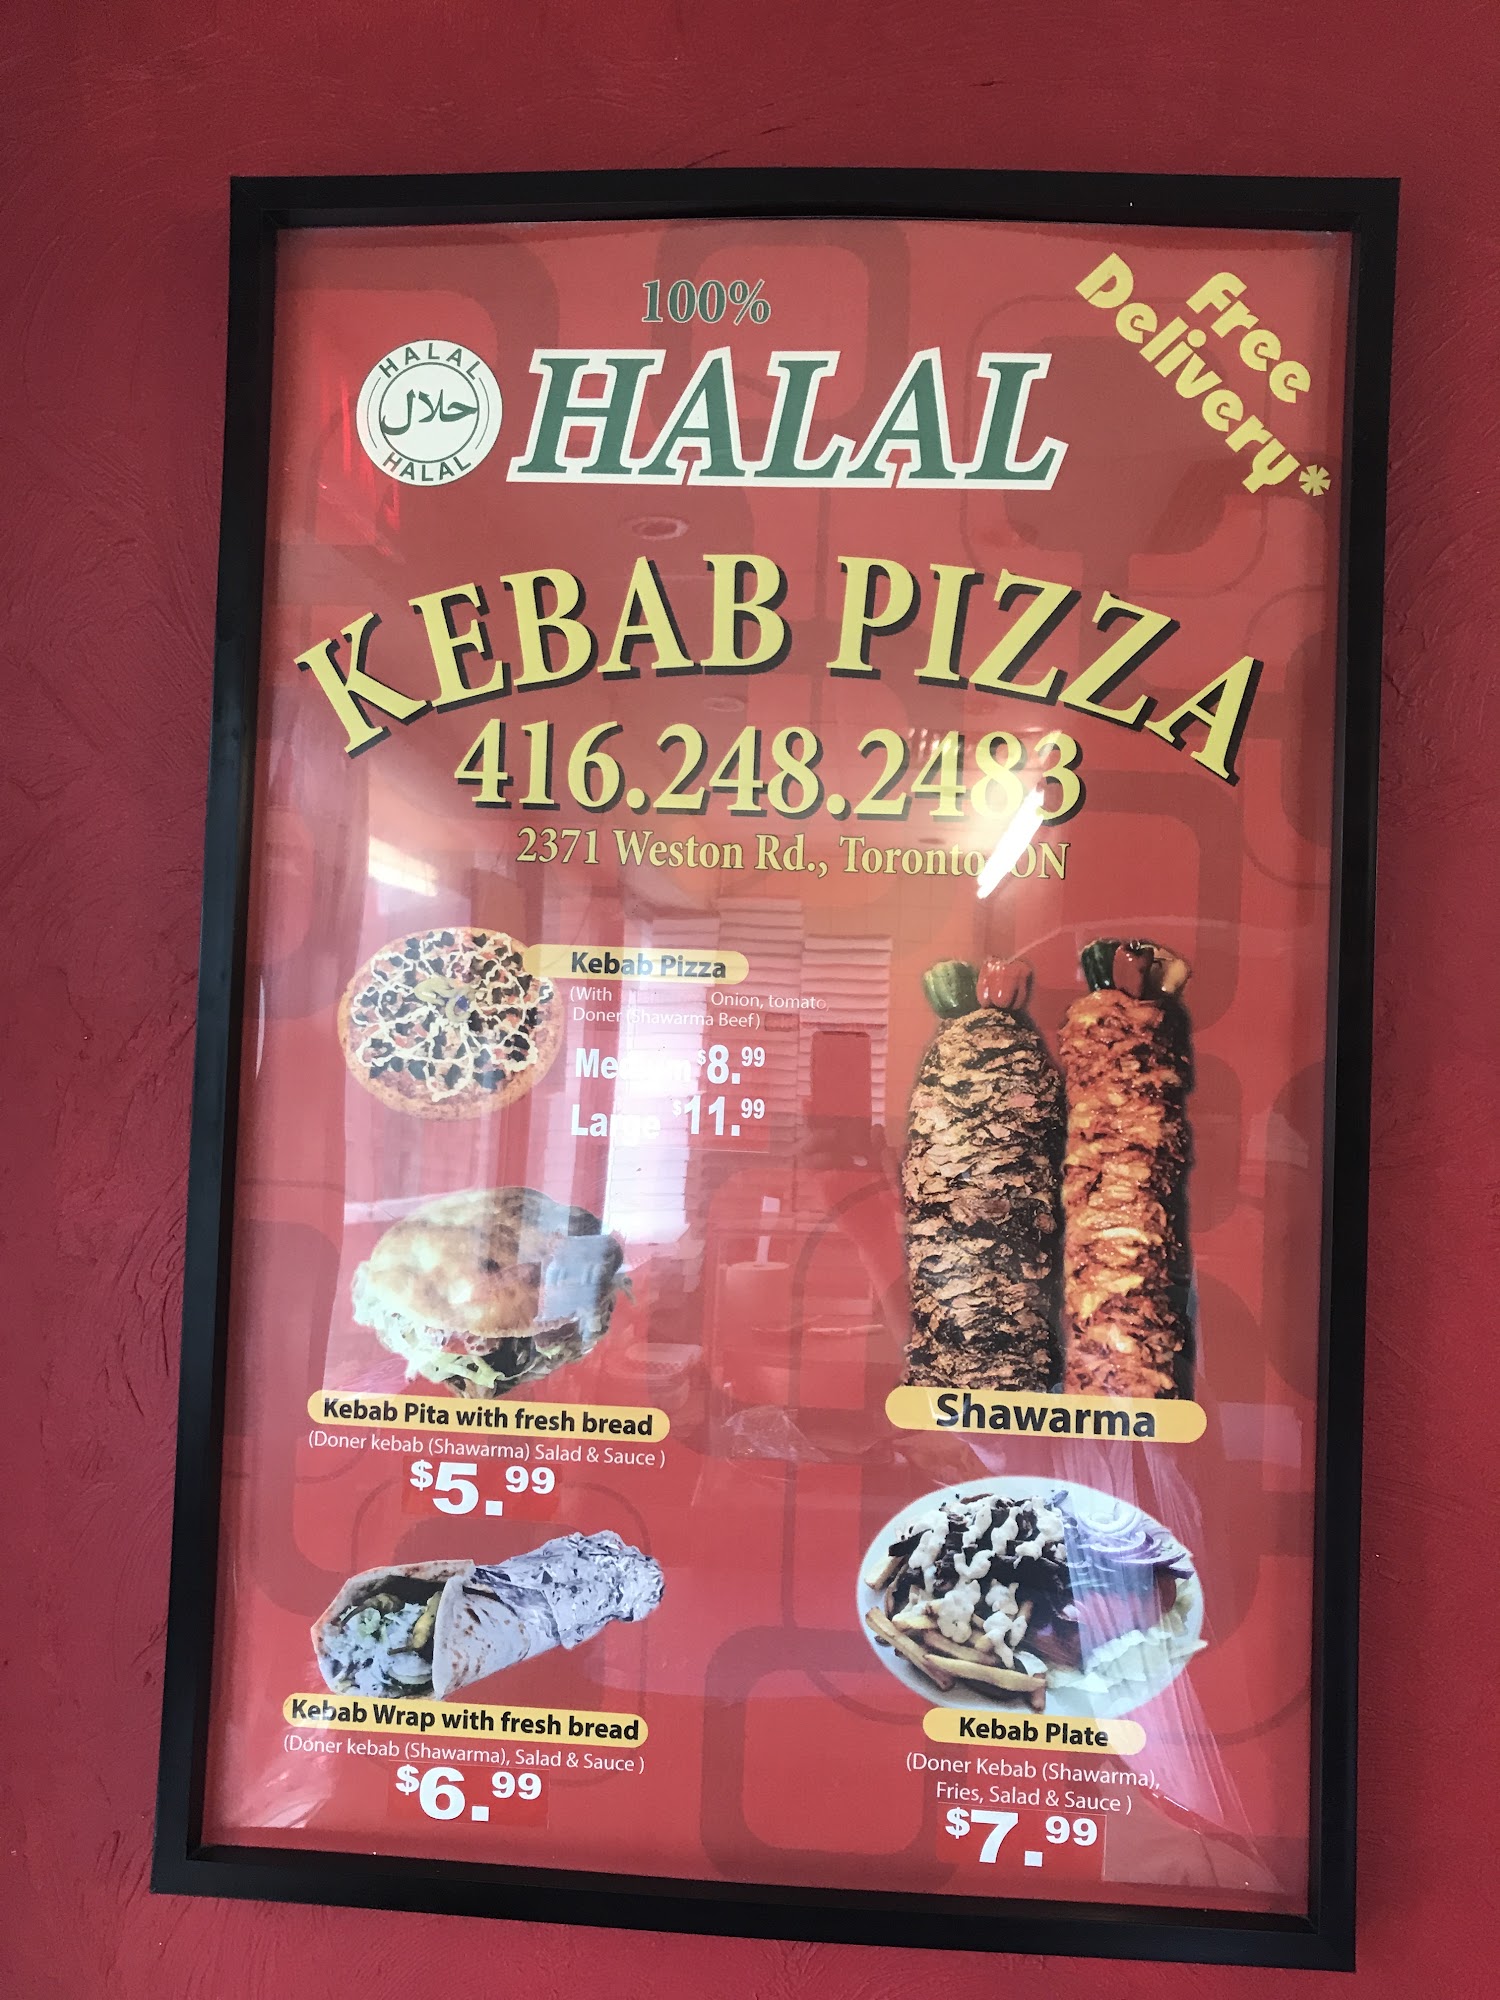 100%
HALAL
حلال
HALAL
HALAL
Free
Delivery*
KEBAB PIZZA
416.248.2483
2371 Weston Rd., Toronto, ON
Kebab Pizza
(With Onion, tomato,
Doner (Shawarma Beef)
Medium $8.99
Large $11.99
Kebab Pita with fresh bread
(Doner kebab (Shawarma) Salad & Sauce )
$5.99
Shawarma
Kebab Wrap with fresh bread
(Doner kebab (Shawarma), Salad & Sauce )
$6.99
Kebab Plate
(Doner Kebab (Shawarma),
Fries, Salad & Sauce )
$7.99